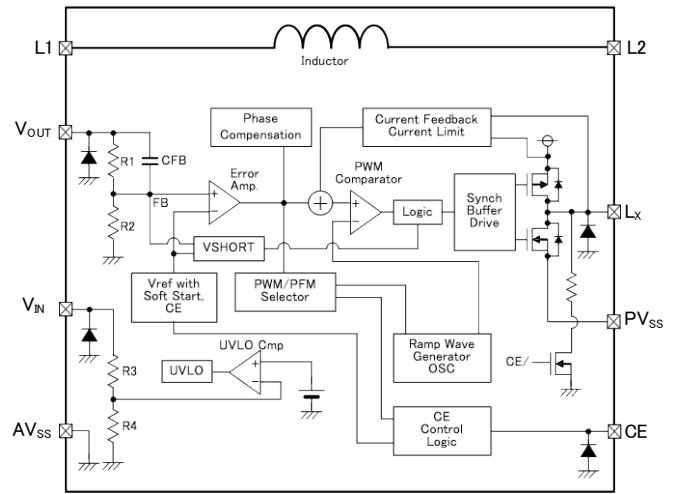 L1
Inductor
L2
VOUT
Phase
Compensation
Current Feedback
Current Limit
R1
CFB
Error
Amp.
PWM
Comparator
FB
R2
+
−
+
+
−
Logic
Synch
Buffer
Drive
LX
VSHORT
Vref with
Soft Start,
CE
PWM/PFM
Selector
VIN
PVSS
R3
UVLO Cmp
UVLO
+
−
Ramp Wave
Generator
OSC
CE/
R4
AVSS
CE
Control
Logic
CE